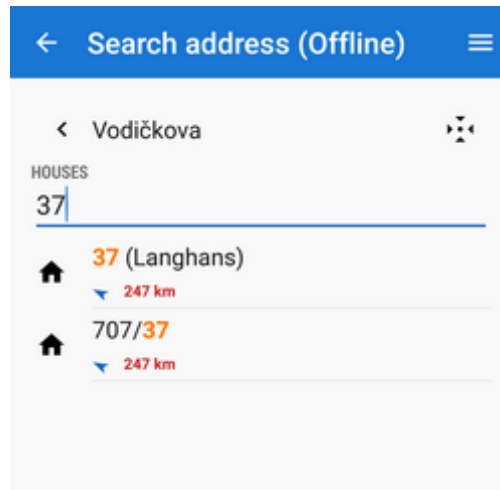 Search address (Offline)
Vodičkova
HOUSES
37
37 (Langhans)
247 km
707/37
247 km